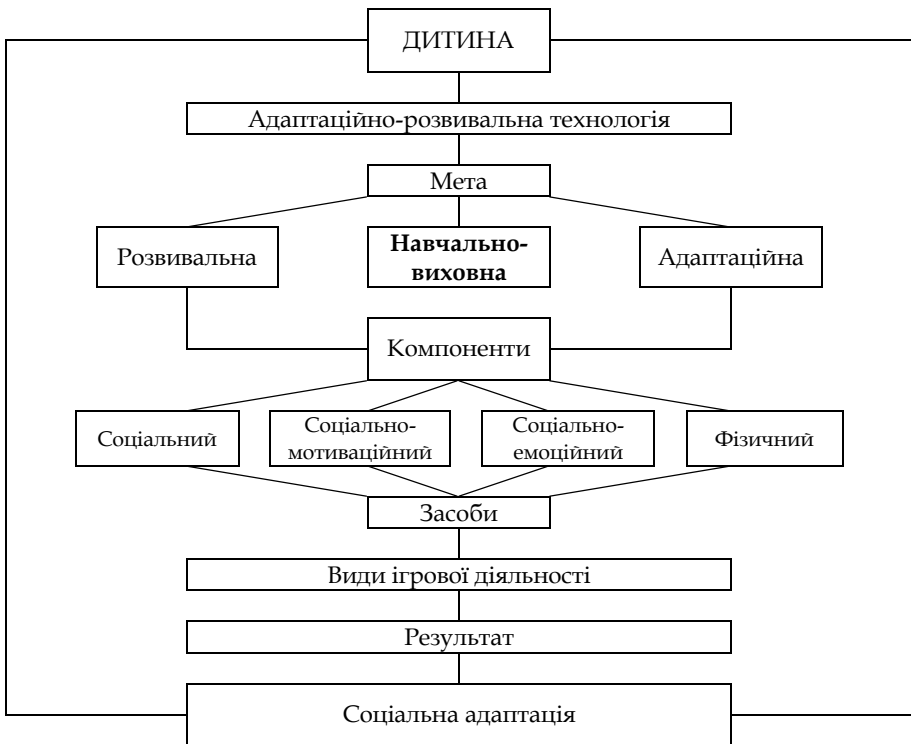 ДИТИНА
Адаптаційно-розвивальна технологія
Мета
Розвивальна
Навчально-
виховна
Адаптаційна
Компоненти
Соціальний
Соціально-
мотиваційний
Соціально-
емоційний
Фізичний
Засоби
Види ігрової діяльності
Результат
Соціальна адаптація